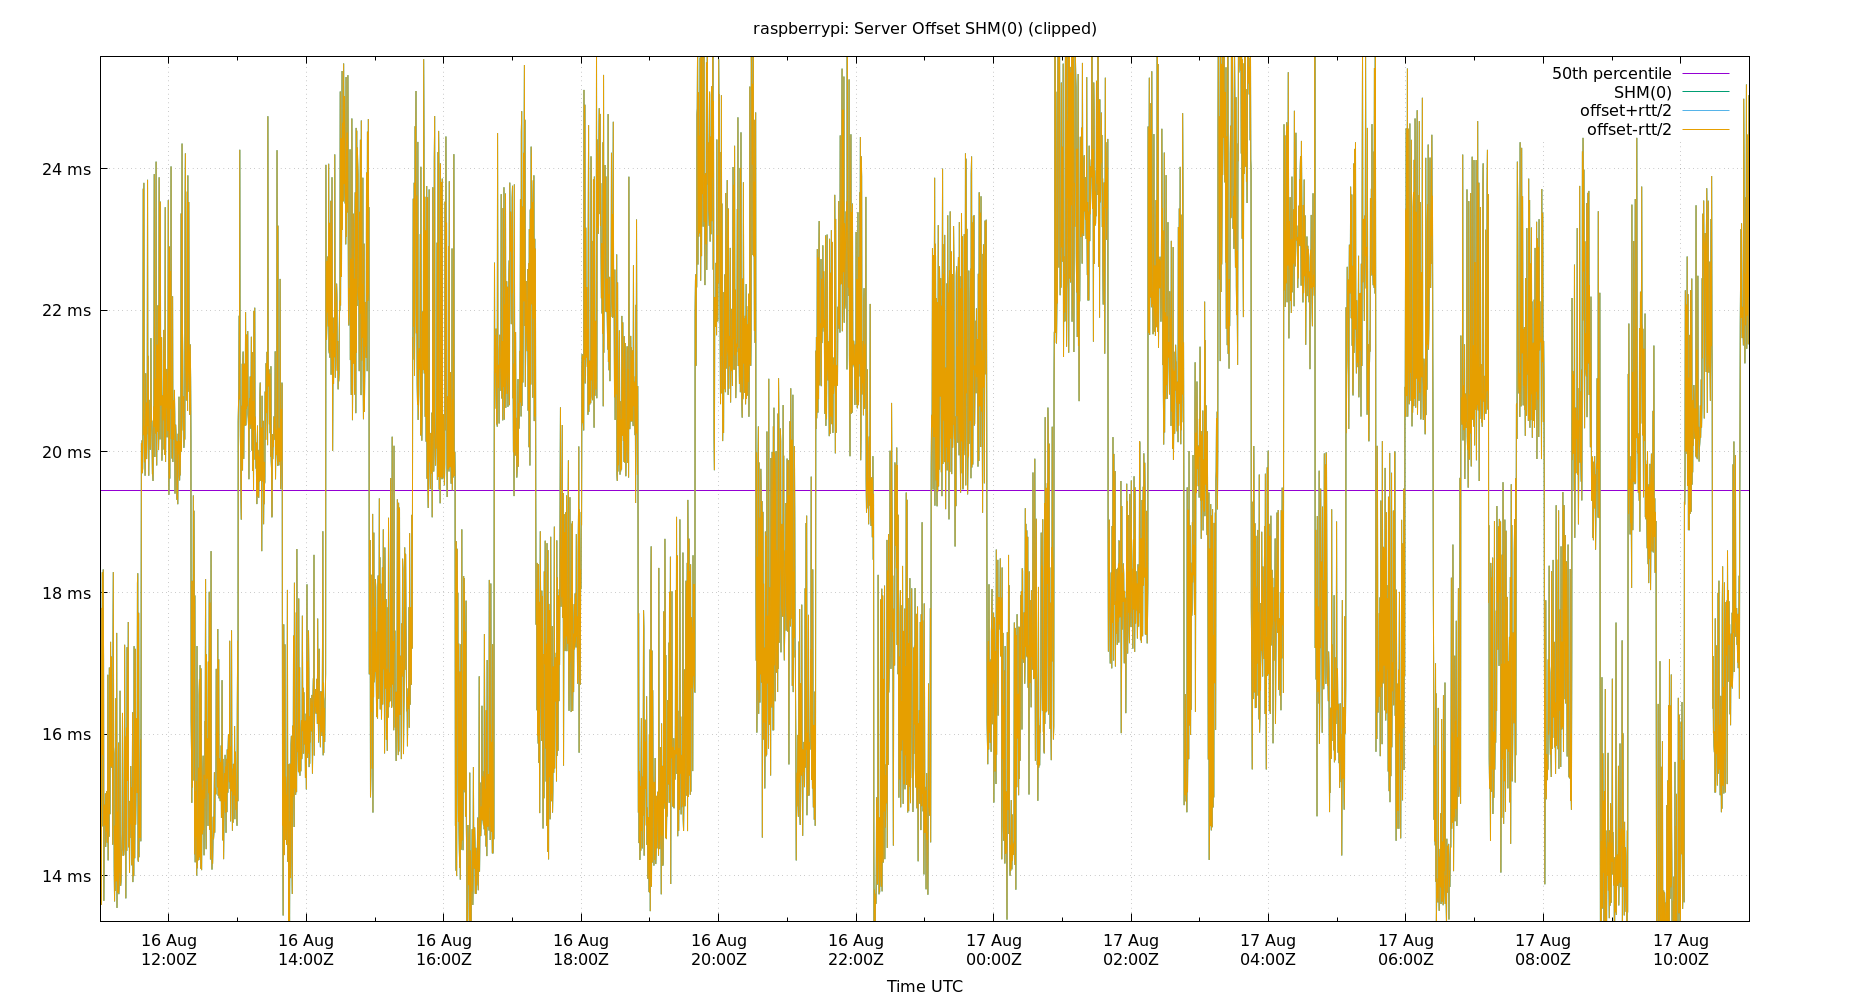 raspberrypi: Server Offset SHM(0) (clipped)
50th percentile
SHM(0)
offset+rtt/2
offset-rtt/2
24 ms
22 ms
20 ms
18 ms
16 ms
14 ms
16 Aug 16 Aug 16 Aug 16 Aug 16 Aug 16 Aug 17 Aug 17 Aug 17 Aug 17 Aug 17 Aug 17 Aug
12:00Z 14:00Z 16:00Z 18:00Z 20:00Z 22:00Z 00:00Z 02:00Z 04:00Z 06:00Z 08:00Z 10:00Z
Time UTC